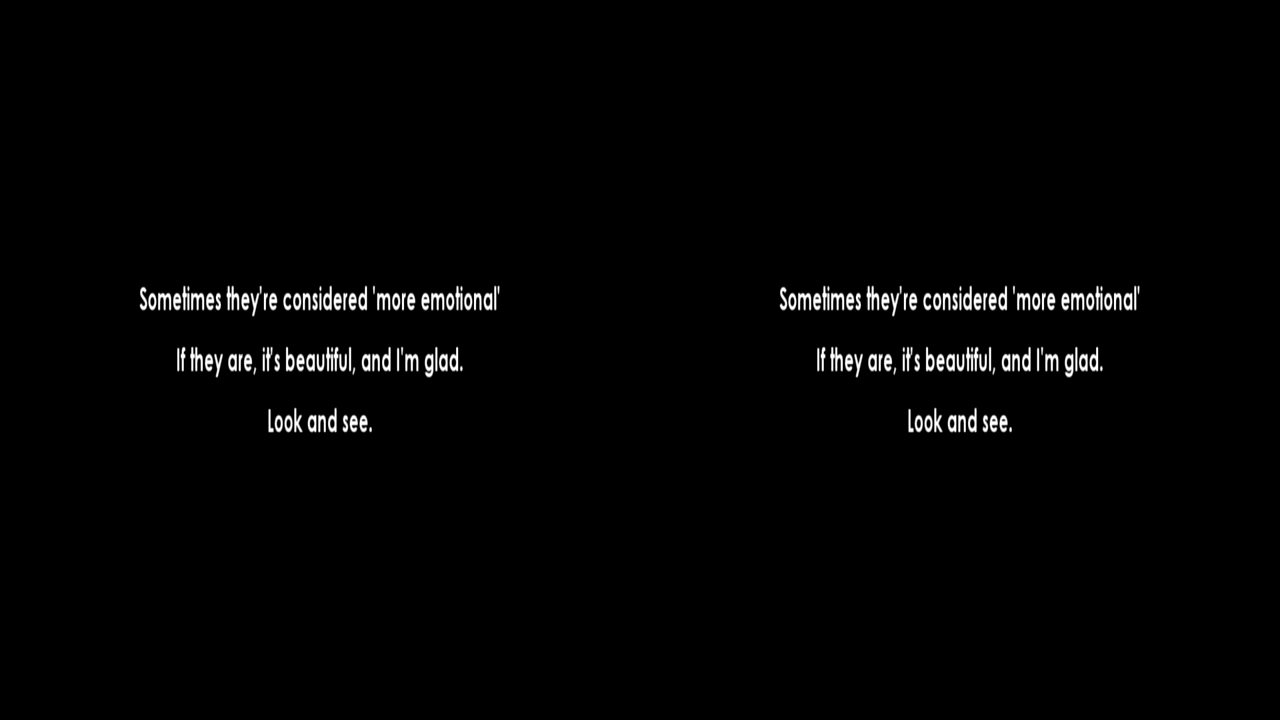 Sometimes they're considered 'more emotional'
If they are, it's beautiful, and I'm glad.
Look and see.
Sometimes they're considered 'more emotional'
If they are, it's beautiful, and I'm glad.
Look and see.